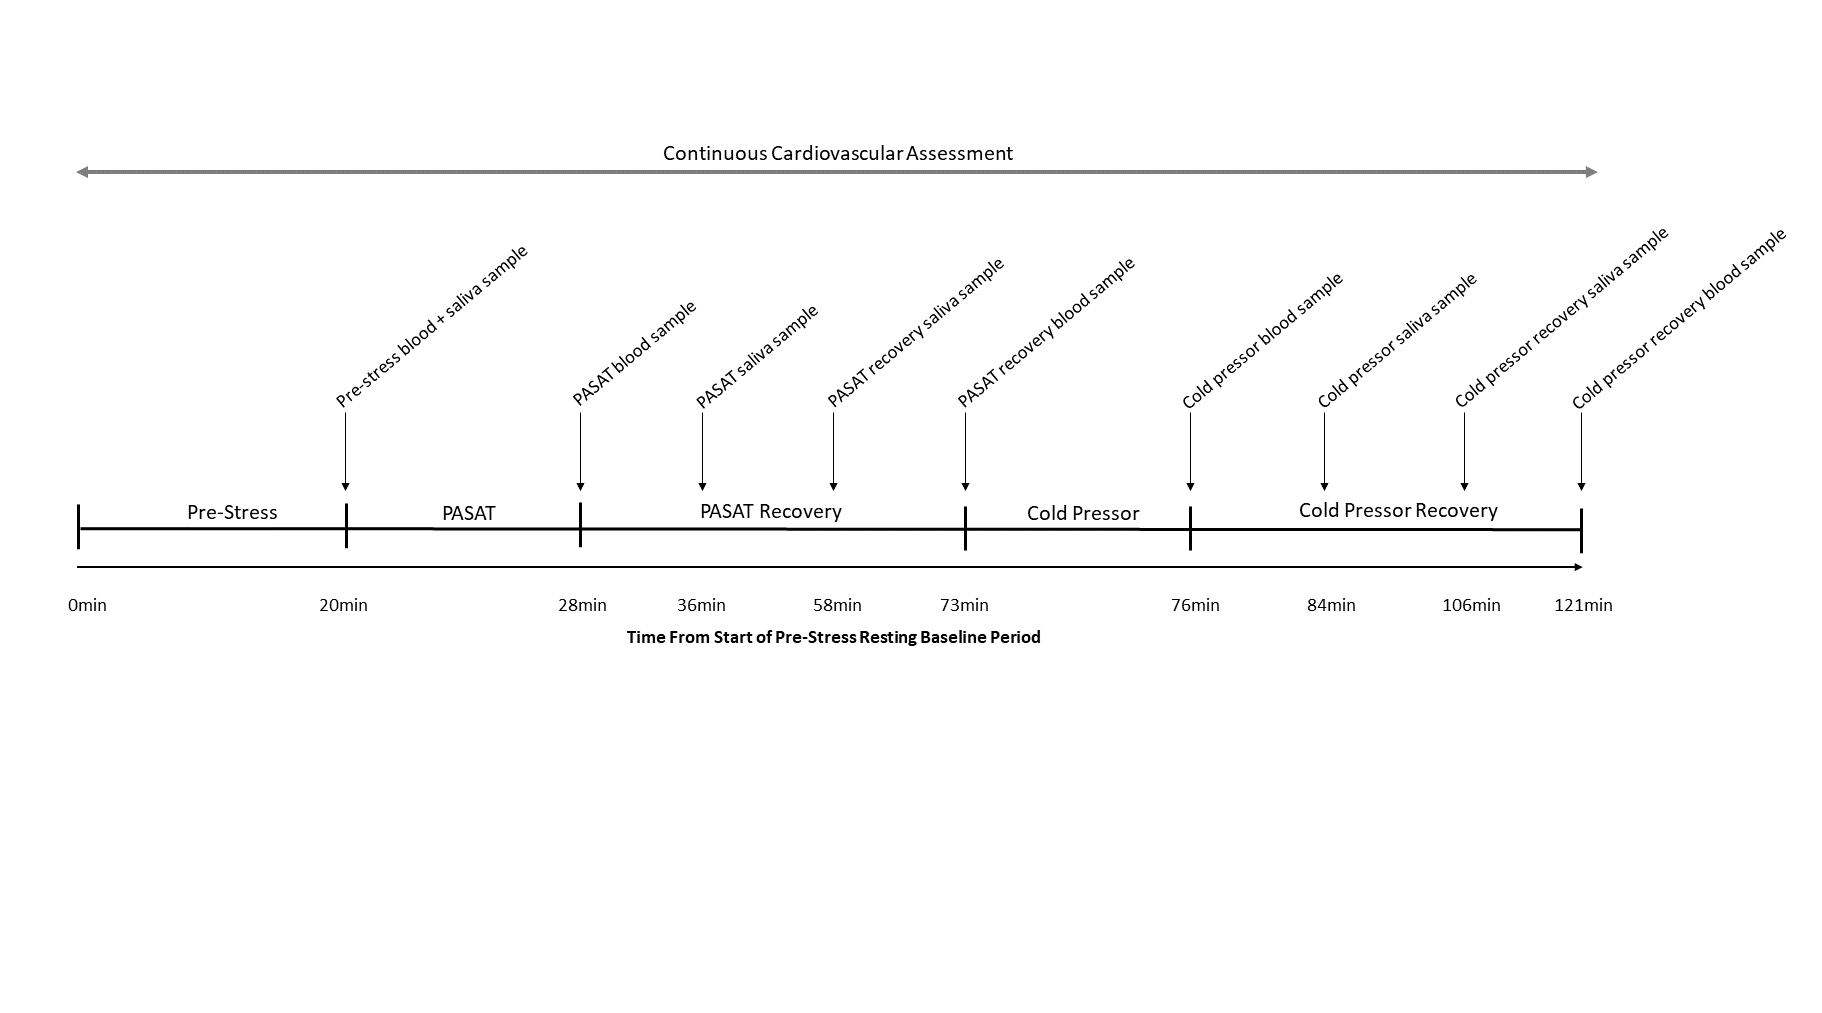 Continuous Cardiovascular Assessment
Pre-stress blood + saliva sample
PASAT blood sample
PASAT saliva sample
PASAT recovery saliva sample
PASAT recovery blood sample
Cold pressor blood sample
Cold pressor saliva sample
Cold pressor recovery saliva sample
Cold pressor recovery blood sample
Pre-Stress
PASAT
PASAT Recovery
Cold Pressor
Cold Pressor Recovery
0min
20min
28min
36min
58min
73min
76min
84min
106min
121min
Time From Start of Pre-Stress Resting Baseline Period